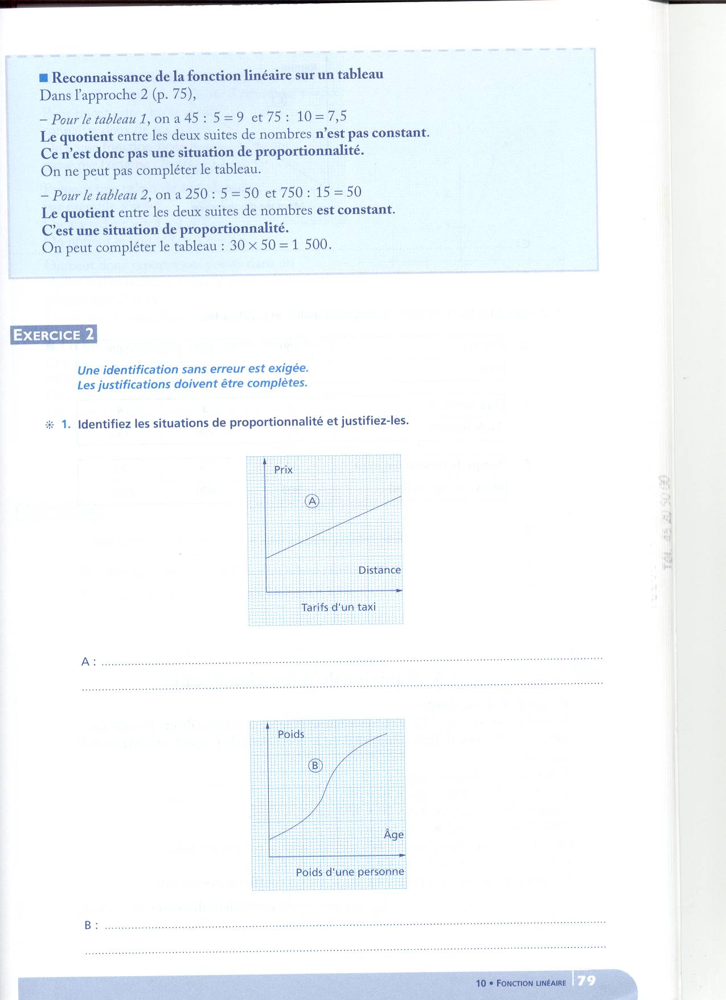 ■ Reconnaissance de la fonction linéaire sur un tableau
Dans l'approche 2 (p. 75),
– Pour le tableau 1, on a 45 : 5 = 9 et 75 : 10 = 7,5
Le quotient entre les deux suites de nombres n'est pas constant.
Ce n'est donc pas une situation de proportionnalité.
On ne peut pas compléter le tableau.
– Pour le tableau 2, on a 250 : 5 = 50 et 750 : 15 = 50
Le quotient entre les deux suites de nombres est constant.
C'est une situation de proportionnalité.
On peut compléter le tableau : 30 × 50 = 1 500.
EXERCICE 2
Une identification sans erreur est exigée.
Les justifications doivent être complètes.
1. Identifiez les situations de proportionnalité et justifiez-les.
Prix
A
Distance
Tarifs d'un taxi
A :
Poids
B
Âge
Poids d'une personne
B :
10 • FONCTION LINÉAIRE 79